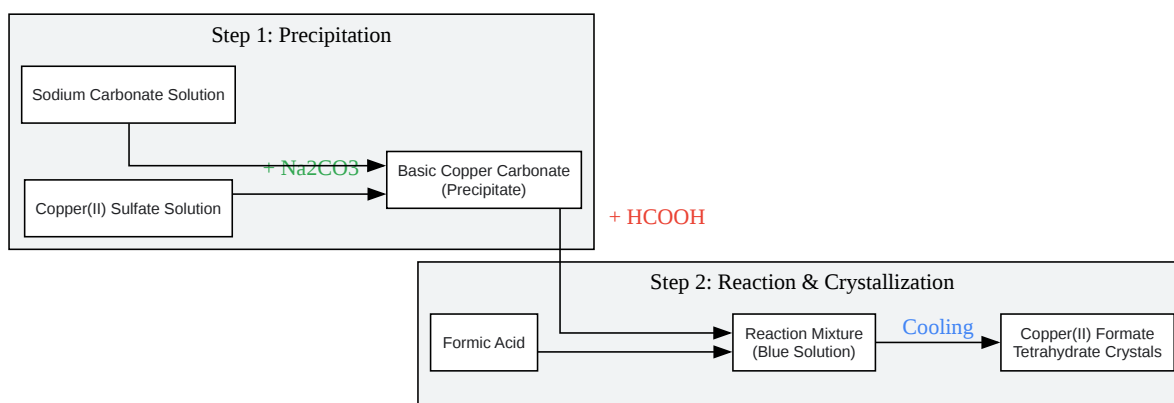 Step 1: Precipitation
Sodium Carbonate Solution
+ Na2CO3
Basic Copper Carbonate
(Precipitate)
Copper(II) Sulfate Solution
+ HCOOH
Step 2: Reaction & Crystallization
Formic Acid
Reaction Mixture
(Blue Solution)
Cooling
Copper(II) Formate
Tetrahydrate Crystals